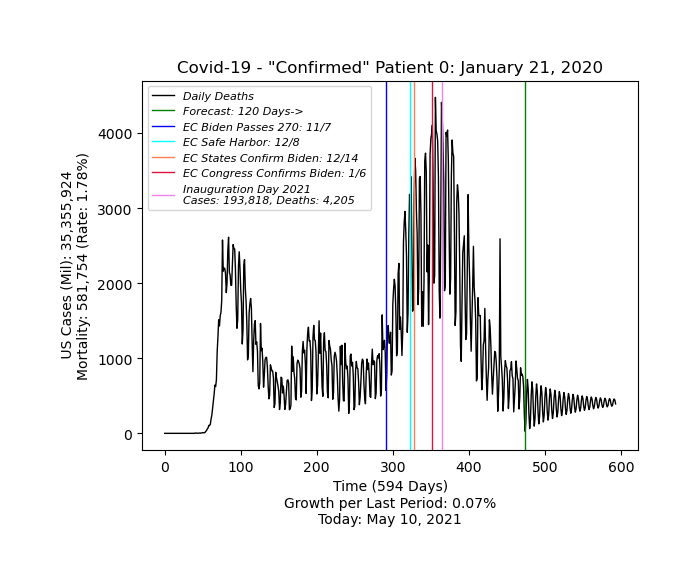 Covid-19 - "Confirmed" Patient 0: January 21, 2020
Daily Deaths
Forecast: 120 Days->
EC Biden Passes 270: 11/7
EC Safe Harbor: 12/8
EC States Confirm Biden: 12/14
EC Congress Confirms Biden: 1/6
Inauguration Day 2021
Cases: 193,818, Deaths: 4,205
US Cases (Mil): 35,355,924
Mortality: 581,754 (Rate: 1.78%)
4000
3000
2000
1000
0
0 100 200 300 400 500 600
Time (594 Days)
Growth per Last Period: 0.07%
Today: May 10, 2021